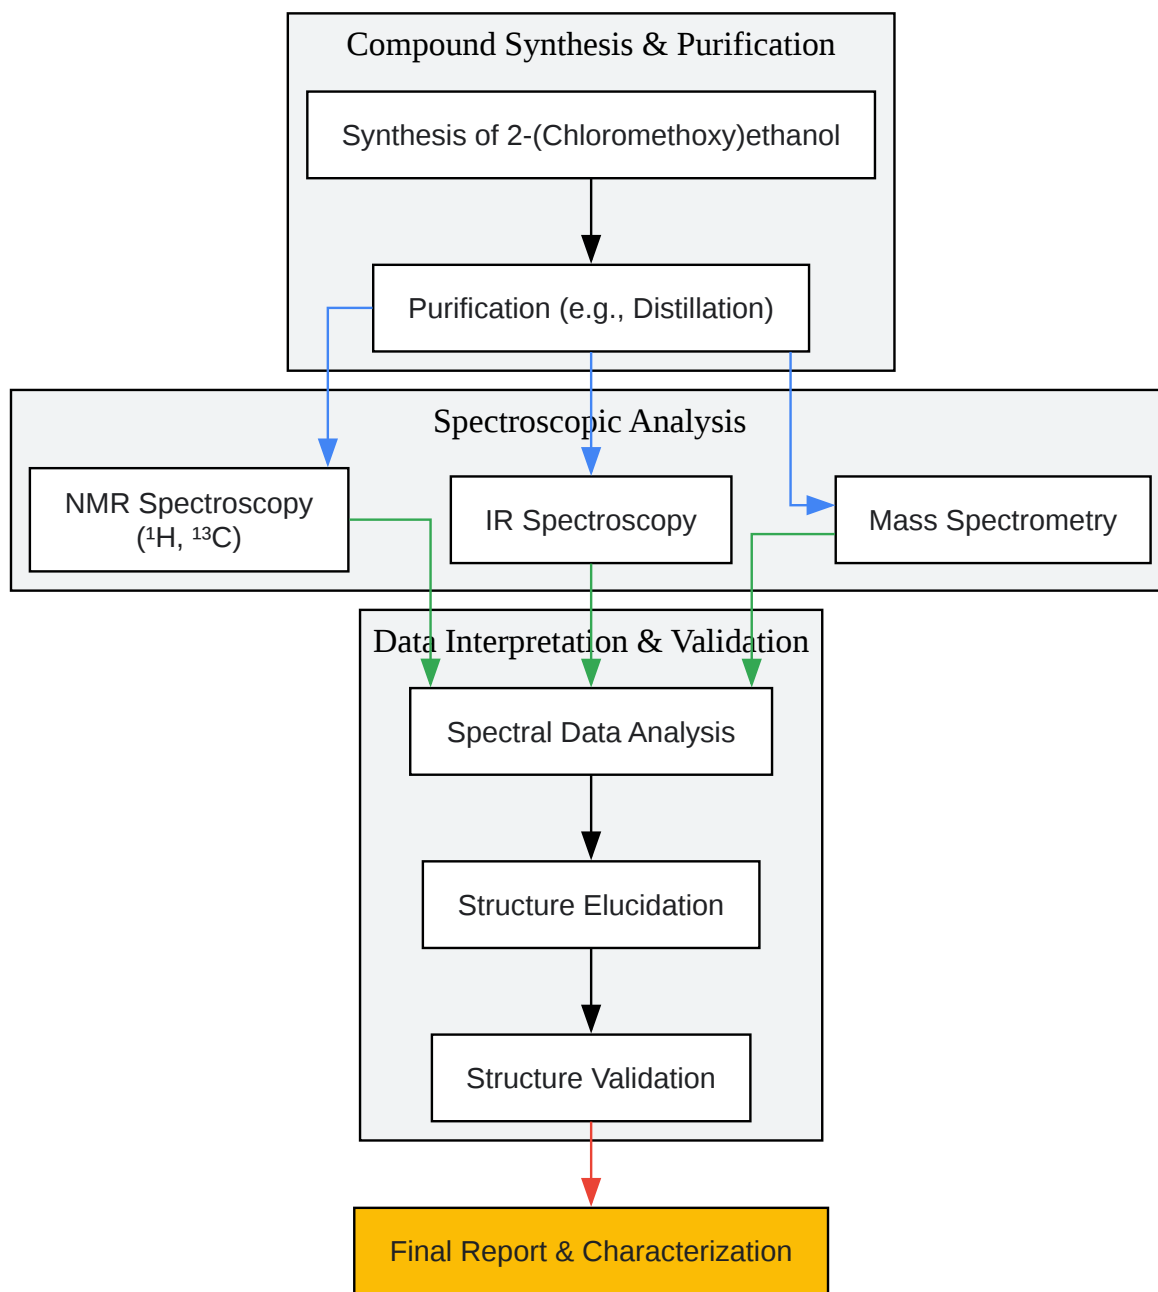 Compound Synthesis & Purification
Synthesis of 2-(Chloromethoxy)ethanol
Purification (e.g., Distillation)
Spectroscopic Analysis
NMR Spectroscopy
(¹H, ¹³C)
IR Spectroscopy
Mass Spectrometry
Data Interpretation & Validation
Spectral Data Analysis
Structure Elucidation
Structure Validation
Final Report & Characterization